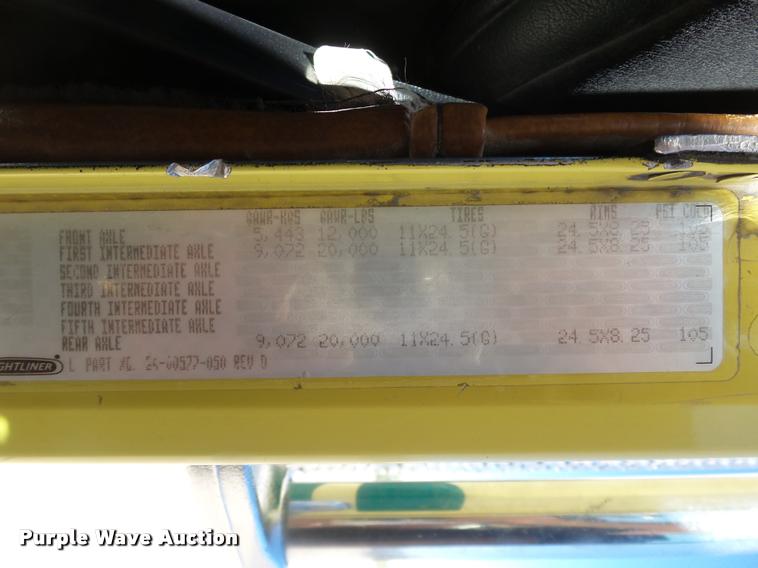 GAWR-KGS GAWR-LBS TIRES RIMS PSI COLD
FRONT AXLE 5,443 12,000 11X24.5(G) 24.5X8.25
FIRST INTERMEDIATE AXLE 9,072 20,000 11X24.5(G) 24.5X8.25 105
SECOND INTERMEDIATE AXLE
THIRD INTERMEDIATE AXLE
FOURTH INTERMEDIATE AXLE
FIFTH INTERMEDIATE AXLE
REAR AXLE 9,072 20,000 11X24.5(G) 24.5X8.25 105
GHTLINER L PART 24-00577-050 REV D
Purple Wave Auction